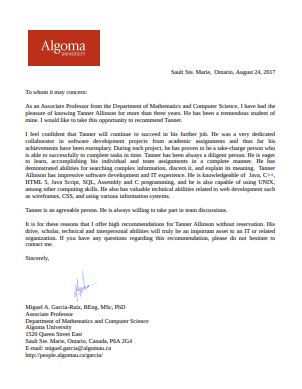 Algoma
UNIVERSITY
Sault Ste. Marie, Ontario, August 24, 2017
To whom it may concern:
As an Associate Professor from the Department of Mathematics and Computer Science, I have had the
pleasure of knowing Tanner Allinson for more than three years. He has been a tremendous student of
mine. I would like to take this opportunity to recommend Tanner.
I feel confident that Tanner will continue to succeed in his further job. He was a very dedicated
collaborator in software development projects from academic assignments and thus for his
achievements have been exemplary. During each project, he has proven to be a take-charge person who
is able to successfully to complete tasks in time. Tanner has been always a diligent person. He is eager
to learn, accomplishing his individual and team assignments in a complete manner. He has
demonstrated abilities for searching complex information, discern it, and explain its meaning. Tanner
Allinson has impressive software development and IT experience. He is knowledgeable of Java, C++,
HTML 5, Java Script, SQL, Assembly and C programming, and he is also capable of using UNIX,
among other computing skills. He also has valuable technical abilities related to web development such
as wireframes, CSS, and using various information systems.
Tanner is an agreeable person. He is always willing to take part in team discussions.
It is for these reasons that I offer high recommendations for Tanner Allinson without reservation. His
drive, scholar, technical and interpersonal abilities will truly be an important asset to an IT or related
organization. If you have any questions regarding this recommendation, please do not hesitate to
contact me.
Sincerely,
Miguel A. Garcia-Ruiz, BEng, MSc, PhD
Associate Professor
Department of Mathematics and Computer Science
Algoma University
1520 Queen Street East
Sault Ste. Marie, Ontario, Canada, P6A 2G4
E-mail: miguel.garcia@algomau.ca
http://people.algomau.ca/garcia/